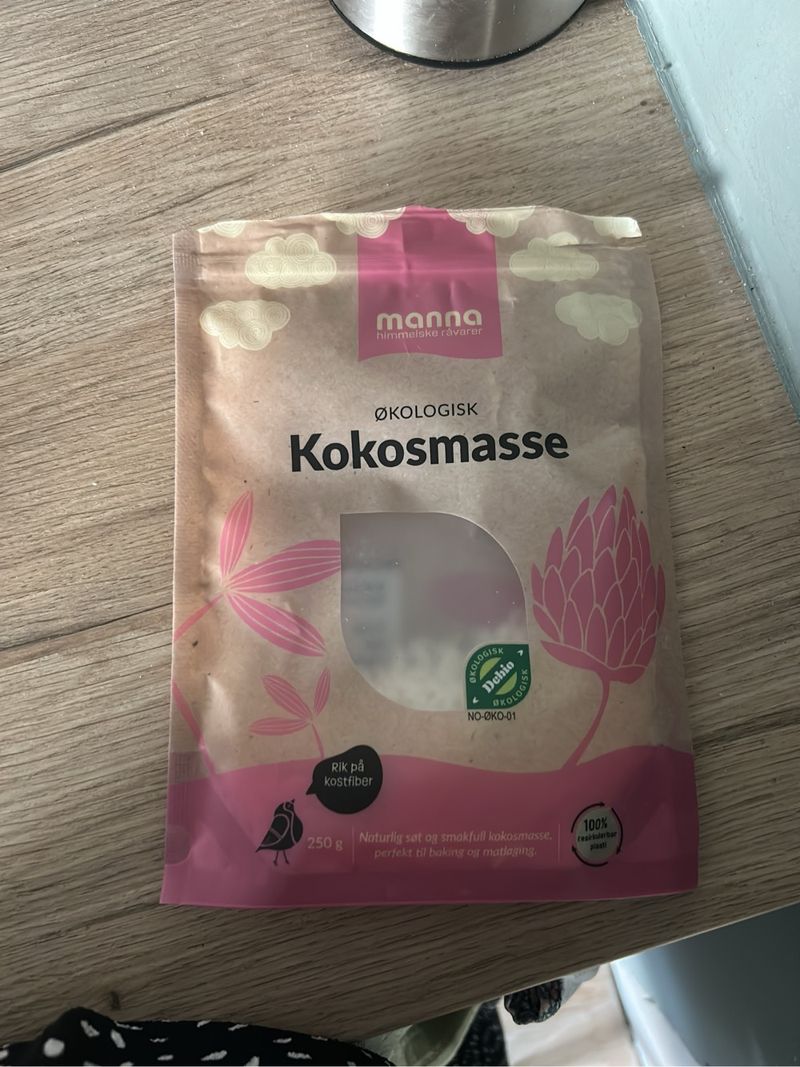 manna
himmelske råvarer
ØKOLOGISK
Kokosmasse
ØKOLOGISK
Debio
ØKOLOGISK
NO-ØKO-01
Rik på
kostfiber
250 g
Naturlig søt og smakfull kokosmasse,
perfekt til baking og matlaging.
100%
resirkulerbar
plast